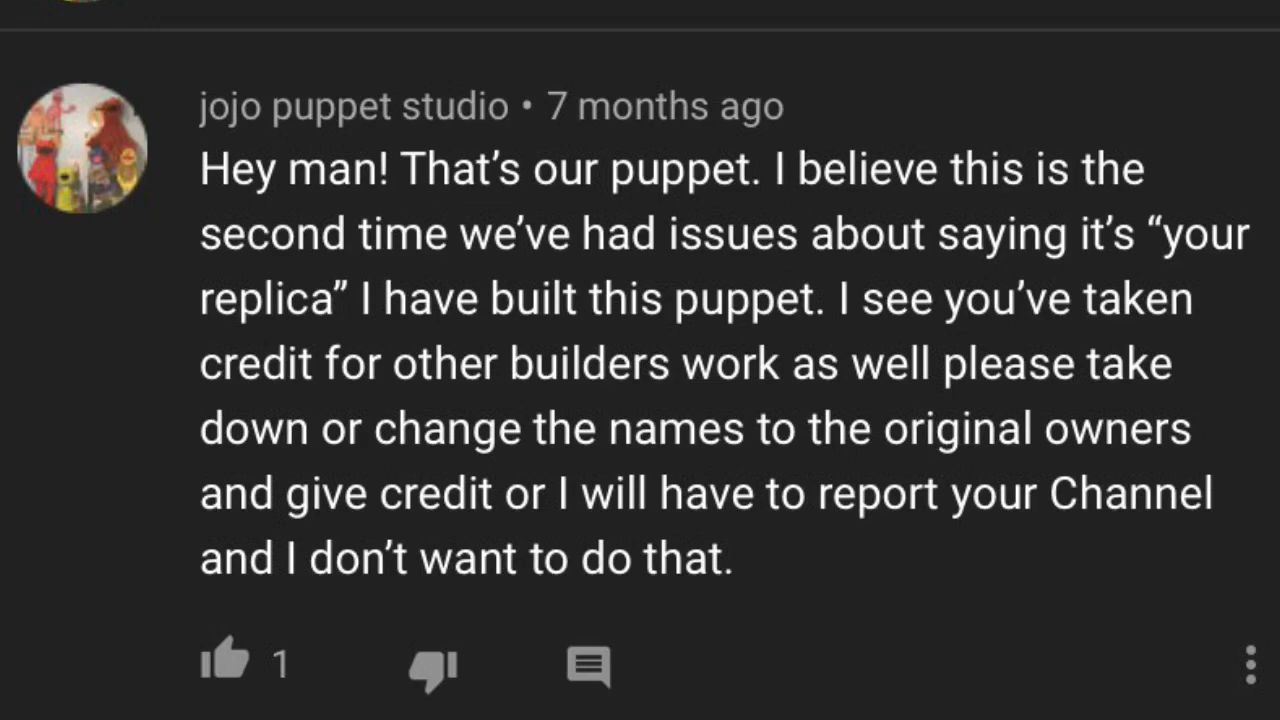 jojo puppet studio • 7 months ago
Hey man! That’s our puppet. I believe this is the
second time we’ve had issues about saying it’s “your
replica” I have built this puppet. I see you’ve taken
credit for other builders work as well please take
down or change the names to the original owners
and give credit or I will have to report your Channel
and I don’t want to do that.
1